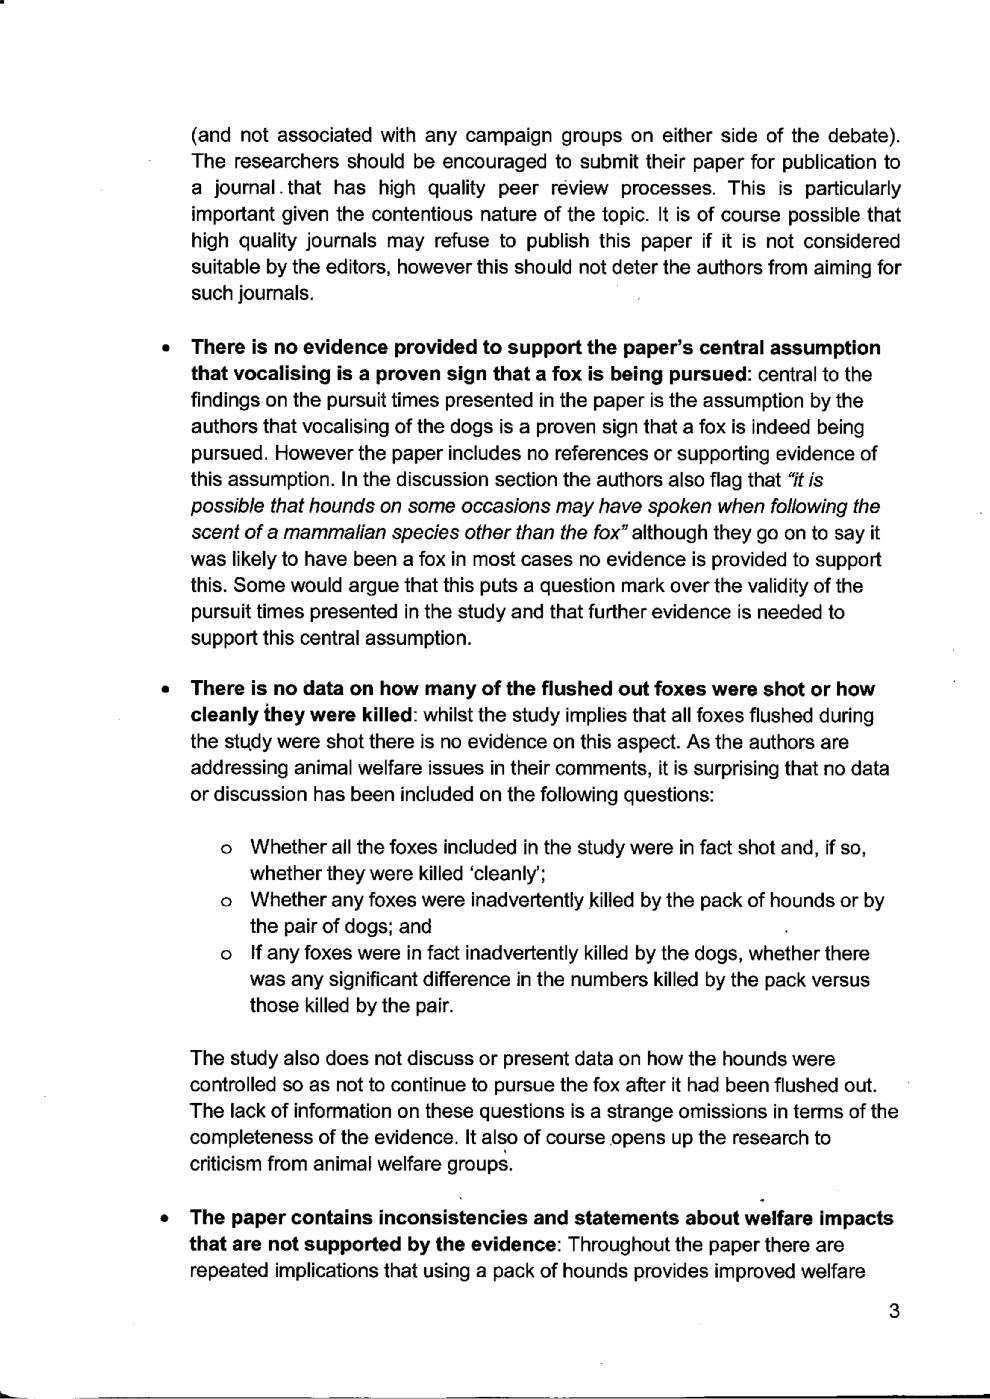 (and not associated with any campaign groups on either side of the debate).
The researchers should be encouraged to submit their paper for publication to
a journal that has high quality peer review processes. This is particularly
important given the contentious nature of the topic. It is of course possible that
high quality journals may refuse to publish this paper if it is not considered
suitable by the editors, however this should not deter the authors from aiming for
such journals.
• There is no evidence provided to support the paper's central assumption
that vocalising is a proven sign that a fox is being pursued: central to the
findings on the pursuit times presented in the paper is the assumption by the
authors that vocalising of the dogs is a proven sign that a fox is indeed being
pursued. However the paper includes no references or supporting evidence of
this assumption. In the discussion section the authors also flag that "it is
possible that hounds on some occasions may have spoken when following the
scent of a mammalian species other than the fox" although they go on to say it
was likely to have been a fox in most cases no evidence is provided to support
this. Some would argue that this puts a question mark over the validity of the
pursuit times presented in the study and that further evidence is needed to
support this central assumption.
• There is no data on how many of the flushed out foxes were shot or how
cleanly they were killed: whilst the study implies that all foxes flushed during
the study were shot there is no evidence on this aspect. As the authors are
addressing animal welfare issues in their comments, it is surprising that no data
or discussion has been included on the following questions:
o Whether all the foxes included in the study were in fact shot and, if so,
whether they were killed 'cleanly';
o Whether any foxes were inadvertently killed by the pack of hounds or by
the pair of dogs; and
o If any foxes were in fact inadvertently killed by the dogs, whether there
was any significant difference in the numbers killed by the pack versus
those killed by the pair.
The study also does not discuss or present data on how the hounds were
controlled so as not to continue to pursue the fox after it had been flushed out.
The lack of information on these questions is a strange omissions in terms of the
completeness of the evidence. It also of course opens up the research to
criticism from animal welfare groups.
• The paper contains inconsistencies and statements about welfare impacts
that are not supported by the evidence: Throughout the paper there are
repeated implications that using a pack of hounds provides improved welfare
3